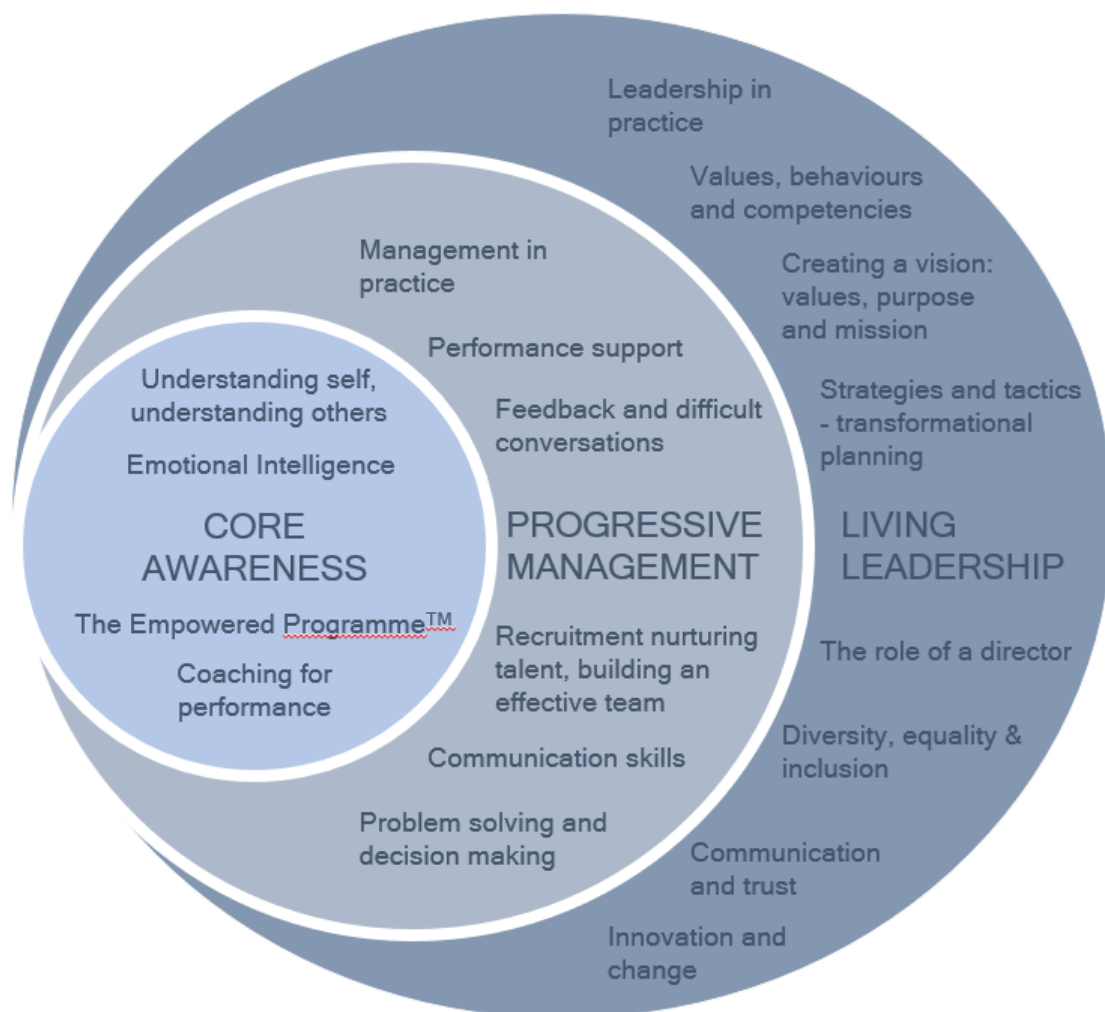 Leadership in
practice
Values, behaviours
and competencies
Creating a vision:
values, purpose
and mission
Strategies and tactics
- transformational
planning
LIVING
LEADERSHIP
The role of a director
Diversity, equality &
inclusion
Communication
and trust
Innovation and
change
Management in
practice
Performance support
Feedback and difficult
conversations
PROGRESSIVE
MANAGEMENT
Recruitment nurturing
talent, building an
effective team
Communication skills
Problem solving and
decision making
Understanding self,
understanding others
Emotional Intelligence
CORE
AWARENESS
The Empowered Programme™
Coaching for
performance